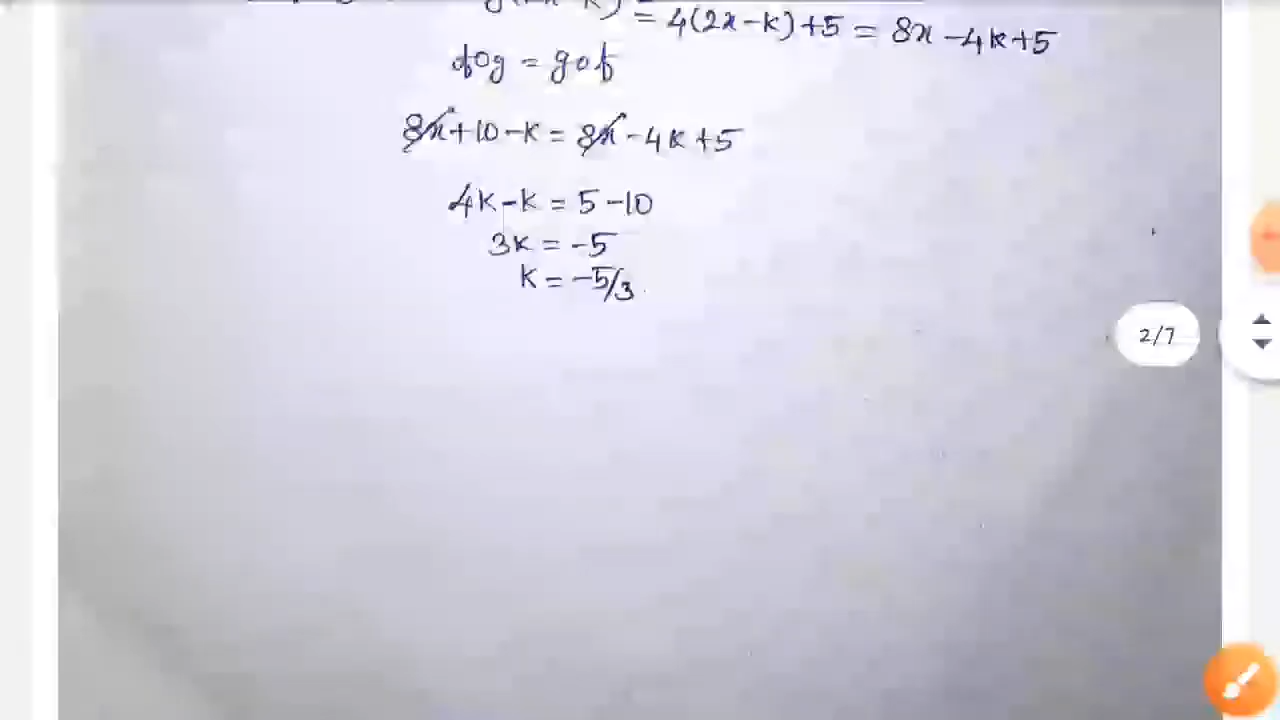 = 4(2x-k)+5 = 8x-4k+5
fog = gof
8x+10-k = 8x-4k+5
4k-k = 5-10
3k = -5
k = -5/3
2/7